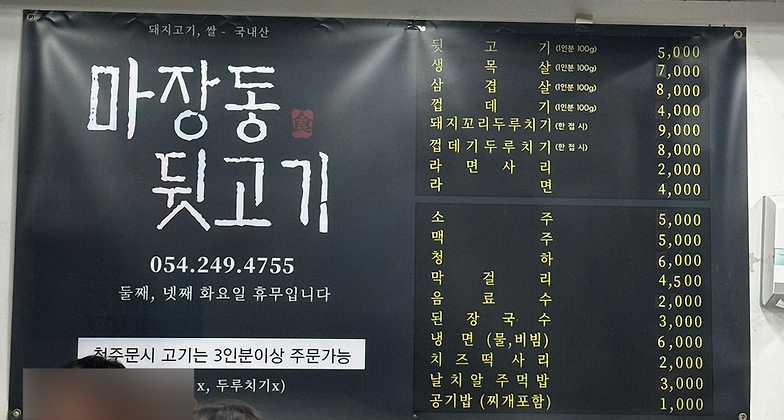 돼지고기, 쌀 - 국내산
마장동
食
뒷고기
054.249.4755
둘째, 넷째 화요일 휴무입니다
첫주문시 고기는 3인분이상 주문가능
x, 두루치기x)
뒷고기(1인분 100g) 5,000
생목살(1인분 100g) 7,000
삼겹살(1인분 100g) 8,000
껍데기(1인분 100g) 4,000
돼지꼬리두루치기(한 접시) 9,000
껍데기두루치기(한 접시) 8,000
라면사리 2,000
라면 4,000
소주 5,000
맥주 5,000
청하 6,000
막걸리 4,500
음료수 2,000
된장국수 3,000
냉면 (물,비빔) 6,000
치즈떡사리 2,000
날치알 주먹밥 3,000
공기밥 (찌개포함) 1,000